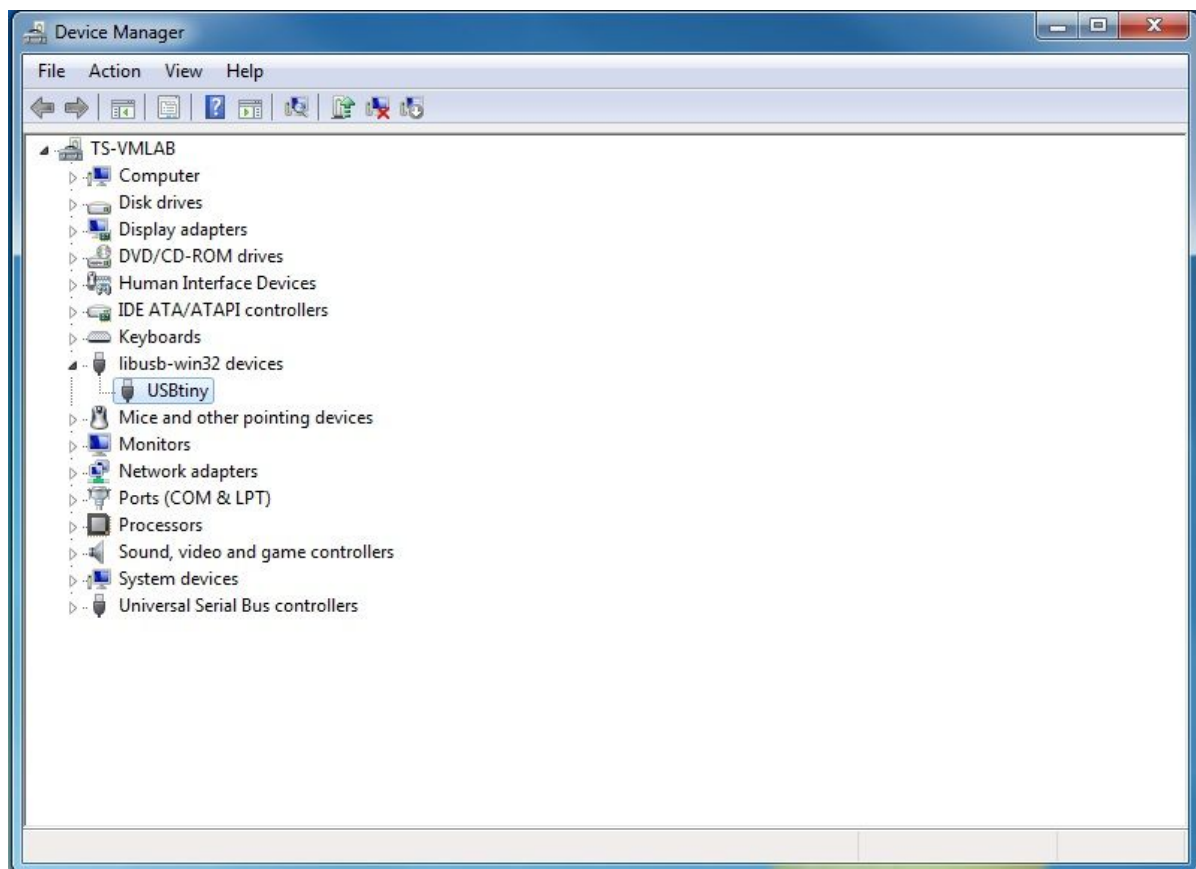 Device Manager
File Action View Help
TS-VMLAB
Computer
Disk drives
Display adapters
DVD/CD-ROM drives
Human Interface Devices
IDE ATA/ATAPI controllers
Keyboards
libusb-win32 devices
USBtiny
Mice and other pointing devices
Monitors
Network adapters
Ports (COM & LPT)
Processors
Sound, video and game controllers
System devices
Universal Serial Bus controllers